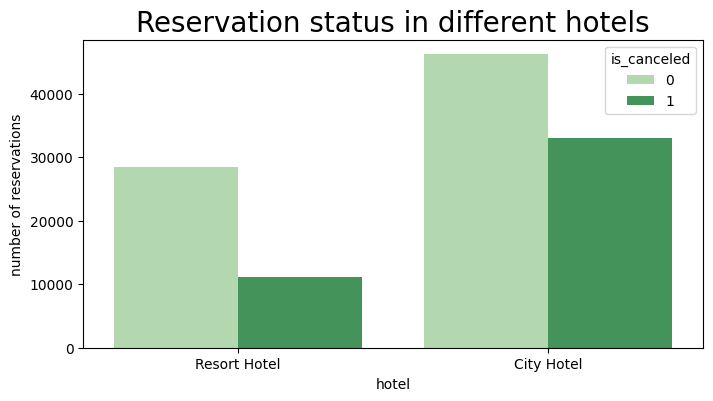 Reservation status in different hotels
number of reservations
40000
30000
20000
10000
0
is_canceled
0
1
Resort Hotel
City Hotel
hotel